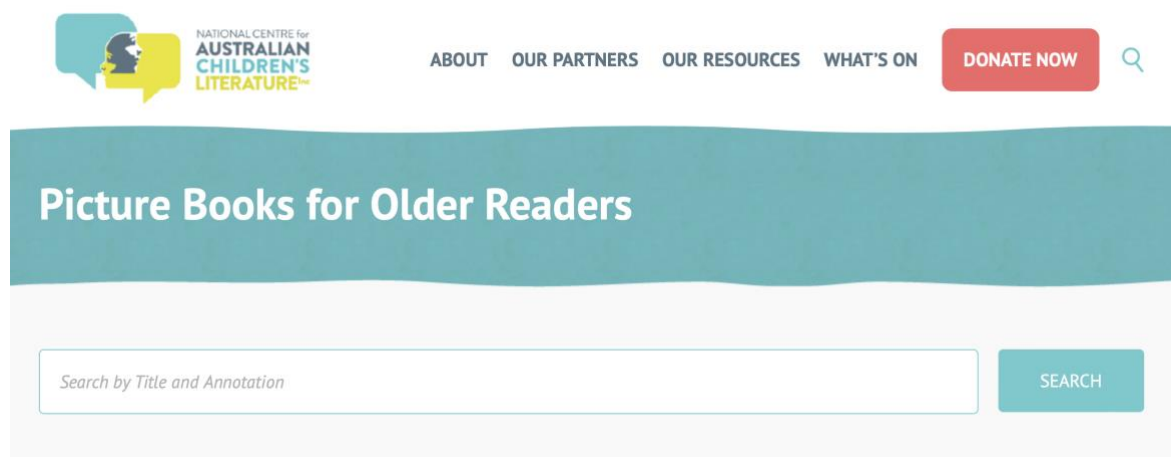 NATIONAL CENTRE for
AUSTRALIAN
CHILDREN'S
LITERATURE Inc
ABOUT OUR PARTNERS OUR RESOURCES WHAT'S ON DONATE NOW
Picture Books for Older Readers
Search by Title and Annotation SEARCH